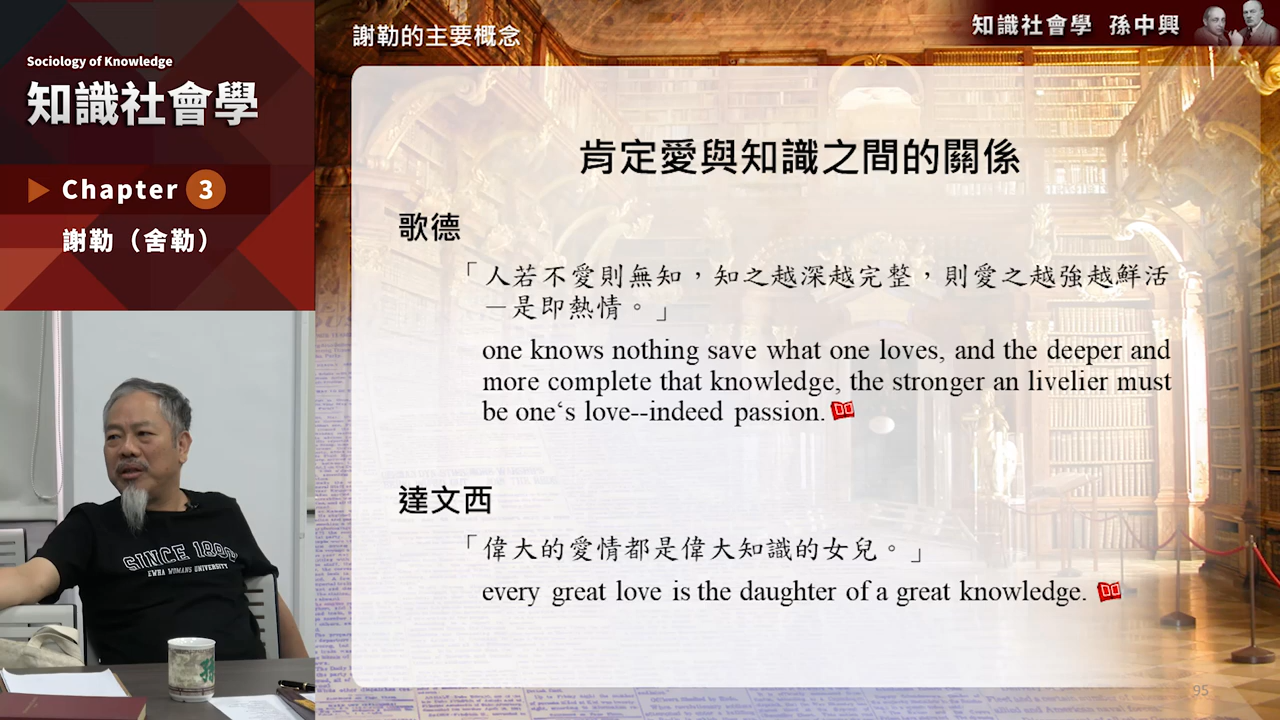 Sociology of Knowledge
知識社會學
Chapter 3
謝勒（舍勒）
謝勒的主要概念
知識社會學 孫中興
肯定愛與知識之間的關係
歌德
「人若不愛則無知，知之越深越完整，則愛之越強越鮮活
—是即熱情。」
one knows nothing save what one loves, and the deeper and
more complete that knowledge, the stronger an livelier must
be one‘s love--indeed passion.
達文西
「偉大的愛情都是偉大知識的女兒。」
every great love is the daughter of a great knowledge.
95
SINCE 1886
EWHA WOMANS UNIVERSITY